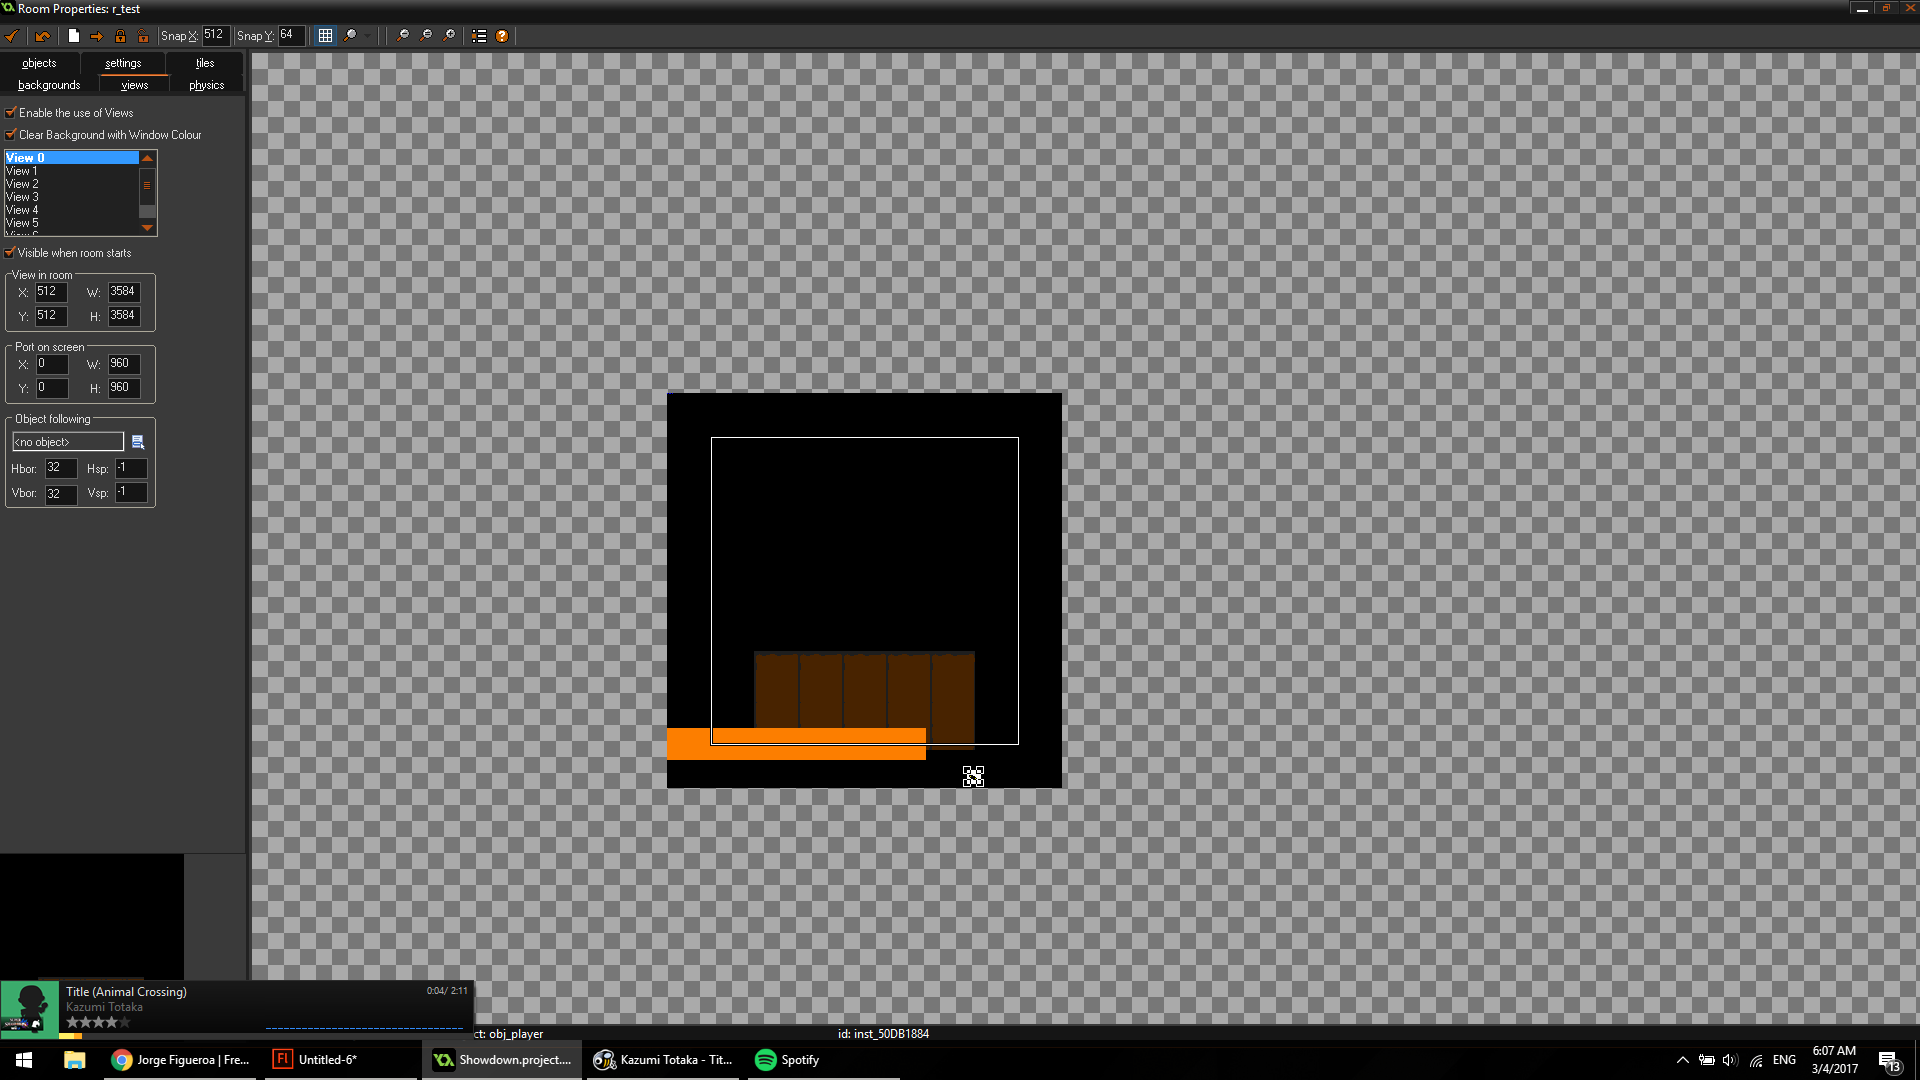 Room Properties: r_test
Snap X: 512 Snap Y: 64
objects settings tiles
backgrounds views physics
Enable the use of Views
Clear Background with Window Colour
View 0
View 1
View 2
View 3
View 4
View 5
View in room
Visible when room starts
X: 512 W: 3584
Y: 512 H: 3584
Port on screen
X: 0 W: 960
Y: 0 H: 960
Object following
<no object>
Hbor: 32 Hsp: -1
Vbor: 32 Vsp: -1
Title (Animal Crossing) 0:04/ 2:11
Kazumi Totaka
ct: obj_player id: inst_50DB1884
Jorge Figueroa | Fre... Untitled-6* Showdown.project.... Kazumi Totaka - Tit... Spotify
ENG 6:07 AM
3/4/2017
13